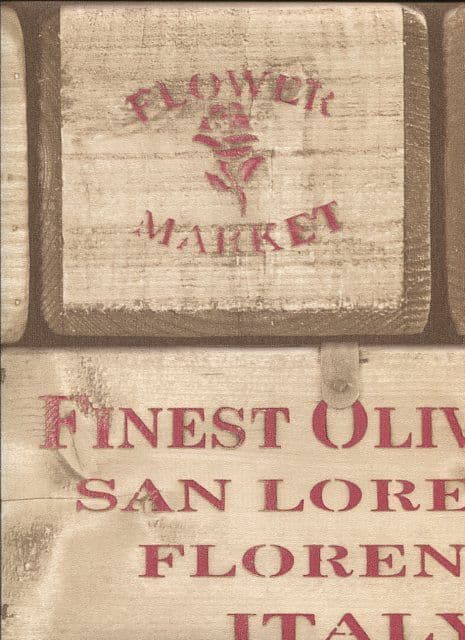 FLOWER
MARKET
FINEST OLIV
SAN LORE
FLOREN
ITALY